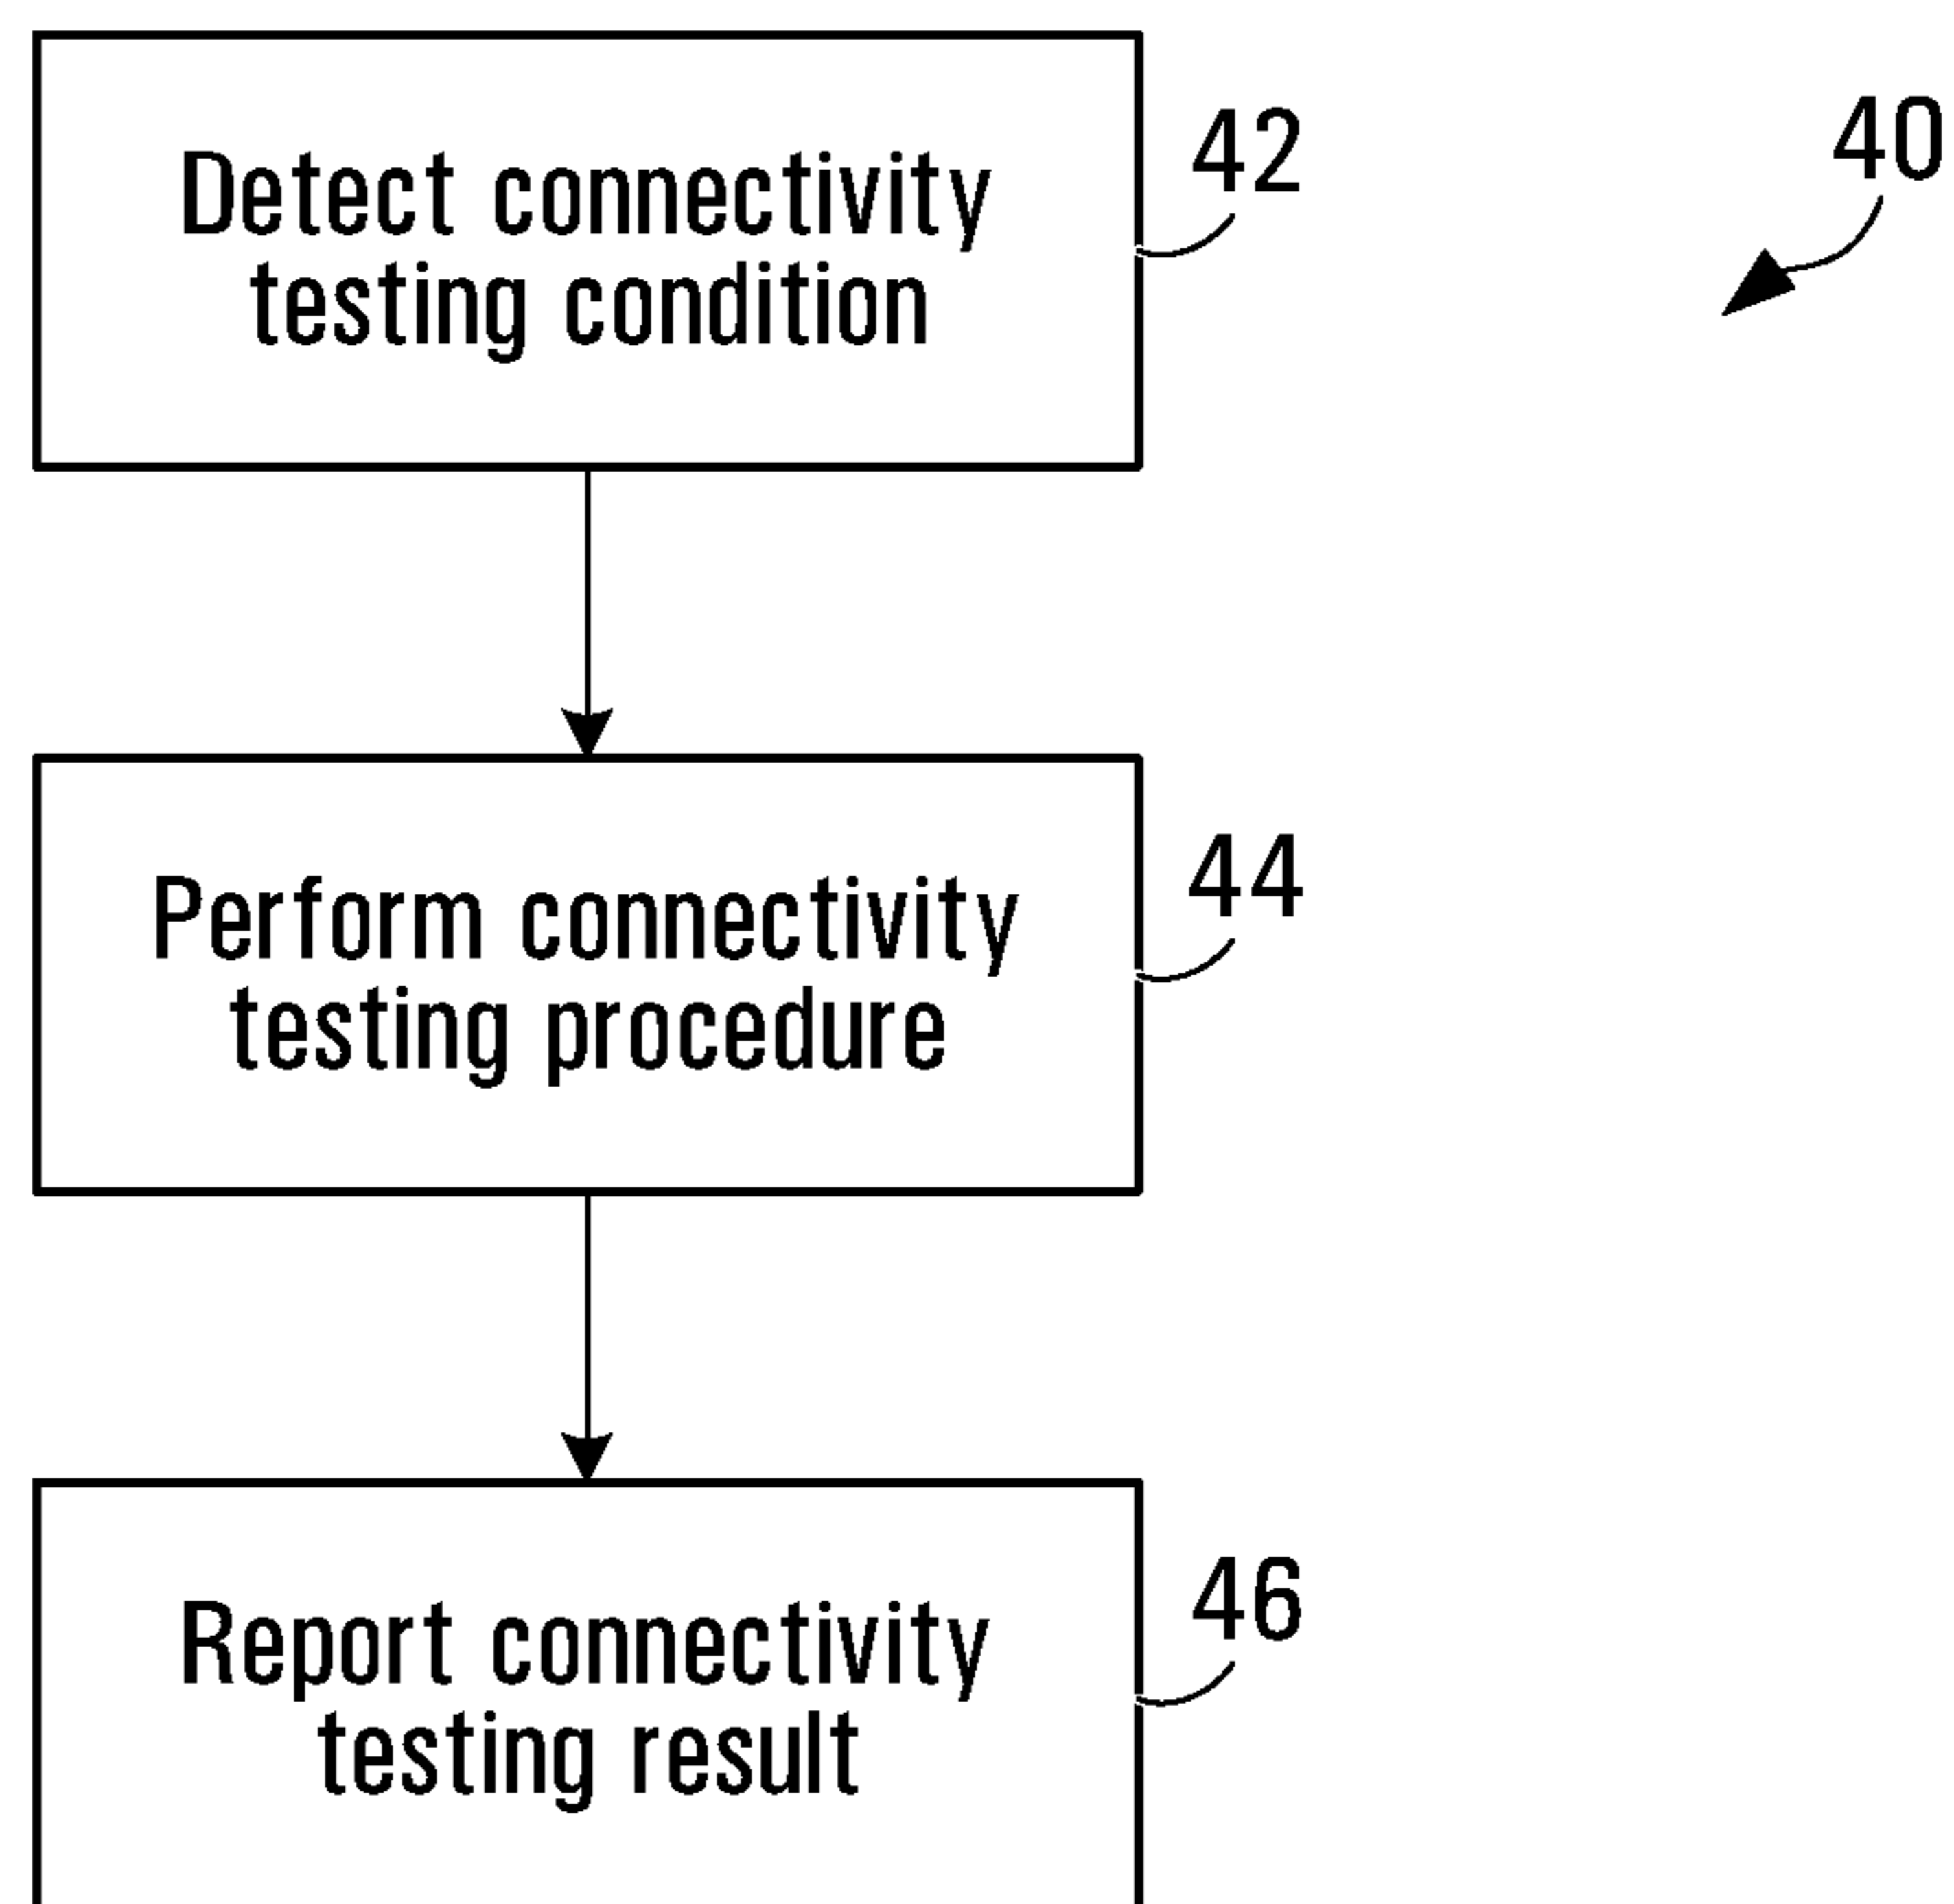 Detect connectivity
testing condition
42
40
Perform connectivity
testing procedure
44
Report connectivity
testing result
46